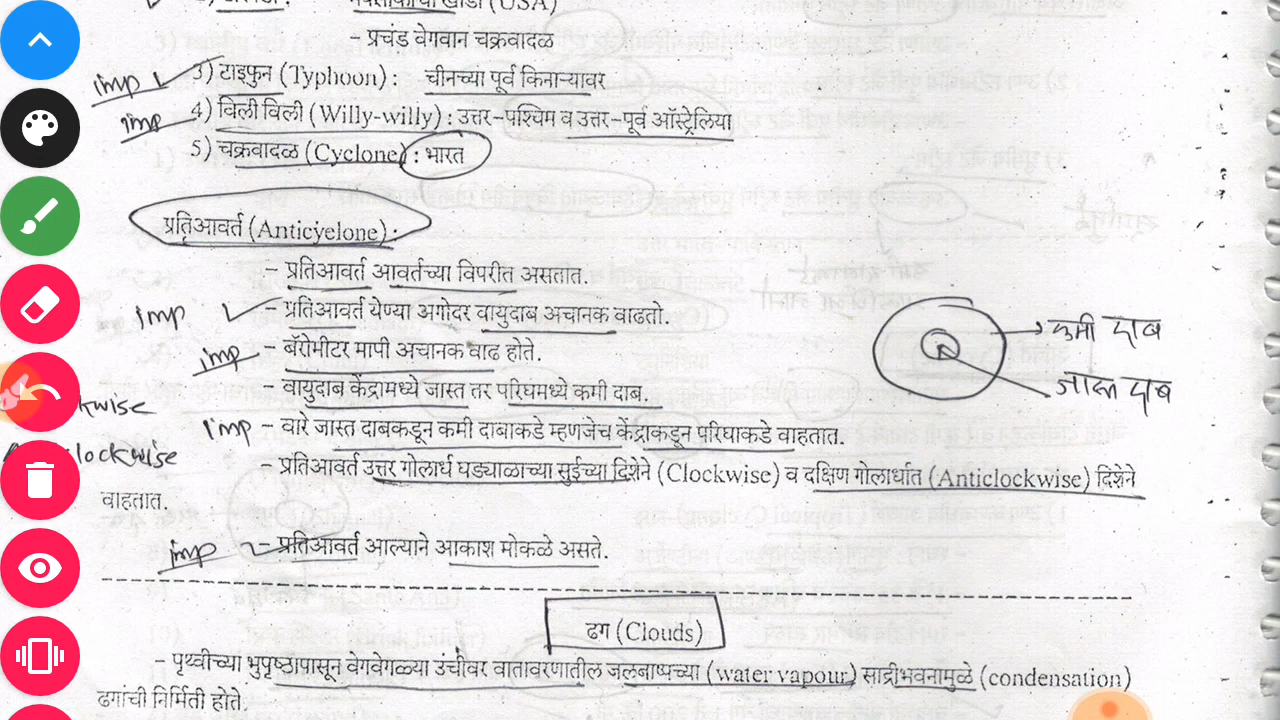 (USA)
- प्रचंड वेगवान चक्रवादळ
imp 3) टाइफुन (Typhoon) : चीनच्या पूर्व किनाऱ्यावर
imp 4) विली विली (Willy-willy) : उत्तर-पश्चिम व उत्तर-पूर्व ऑस्ट्रेलिया
5) चक्रवादळ (Cyclone) : भारत
प्रतिआवर्त (Anticyelone) :
- प्रतिआवर्त आवर्तच्या विपरीत असतात.
imp - प्रतिआवर्त येण्या अगोदर वायुदाब अचानक वाढतो.
कमी दाब
imp - बॅरोमीटर मापी अचानक वाढ होते.
जास्त दाब
- वायुदाब केंद्रामध्ये जास्त तर परिघमध्ये कमी दाब.
kwise
imp - वारे जास्त दाबकडून कमी दाबाकडे म्हणजेच केंद्राकडून परिघाकडे वाहतात.
lockwise
- प्रतिआवर्त उत्तर गोलार्ध घड्याळाच्या सुईच्या दिशेने (Clockwise) व दक्षिण गोलार्धात (Anticlockwise) दिशेने
वाहतात.
imp - प्रतिआवर्त आल्याने आकाश मोकळे असते.
ढग (Clouds)
- पृथ्वीच्या भुपृष्ठापासून वेगवेगळ्या उंचीवर वातावरणातील जलबाष्पच्या (water vapour) साद्रीभवनामुळे (condensation)
ढगांची निर्मिती होते.